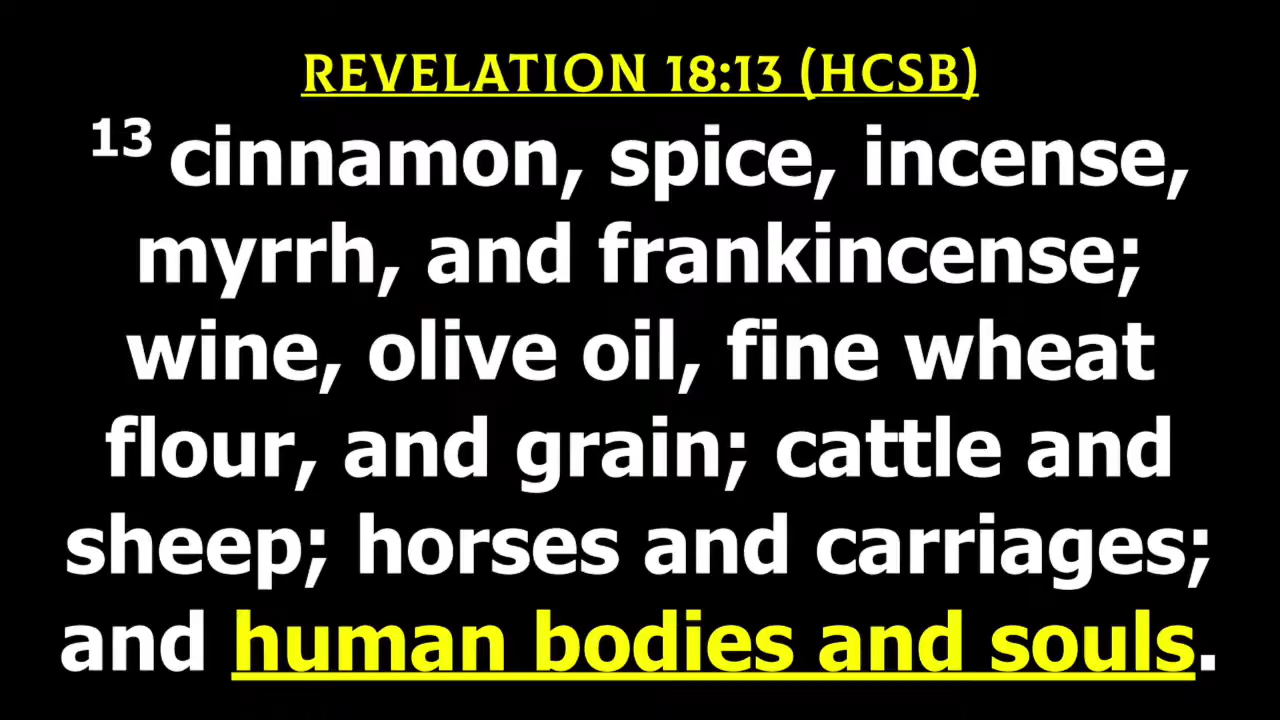 REVELATION 18:13 (HCSB)
13 cinnamon, spice, incense,
myrrh, and frankincense;
wine, olive oil, fine wheat
flour, and grain; cattle and
sheep; horses and carriages;
and human bodies and souls.